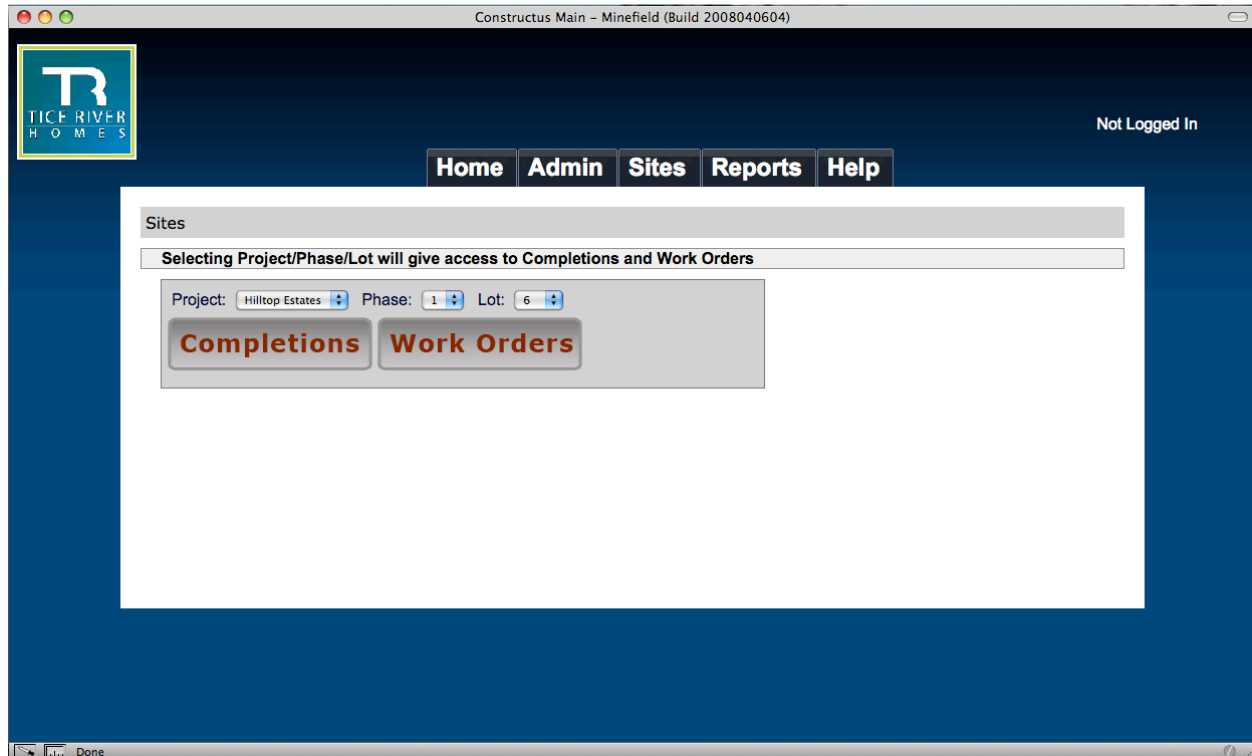 Constructus Main – Minefield (Build 2008040604)
TR
TICE RIVER
HOMES
Not Logged In
Home Admin Sites Reports Help
Sites
Selecting Project/Phase/Lot will give access to Completions and Work Orders
Project: Hilltop Estates Phase: 1 Lot: 6
Completions Work Orders
Done